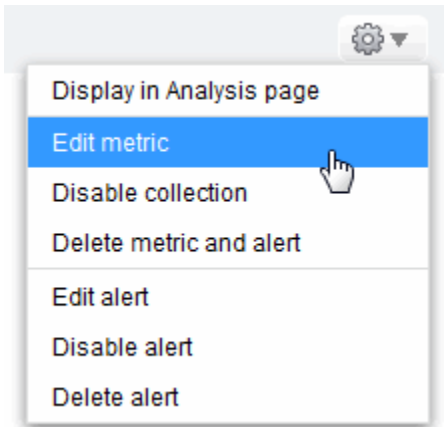 Display in Analysis page
Edit metric
Disable collection
Delete metric and alert
Edit alert
Disable alert
Delete alert